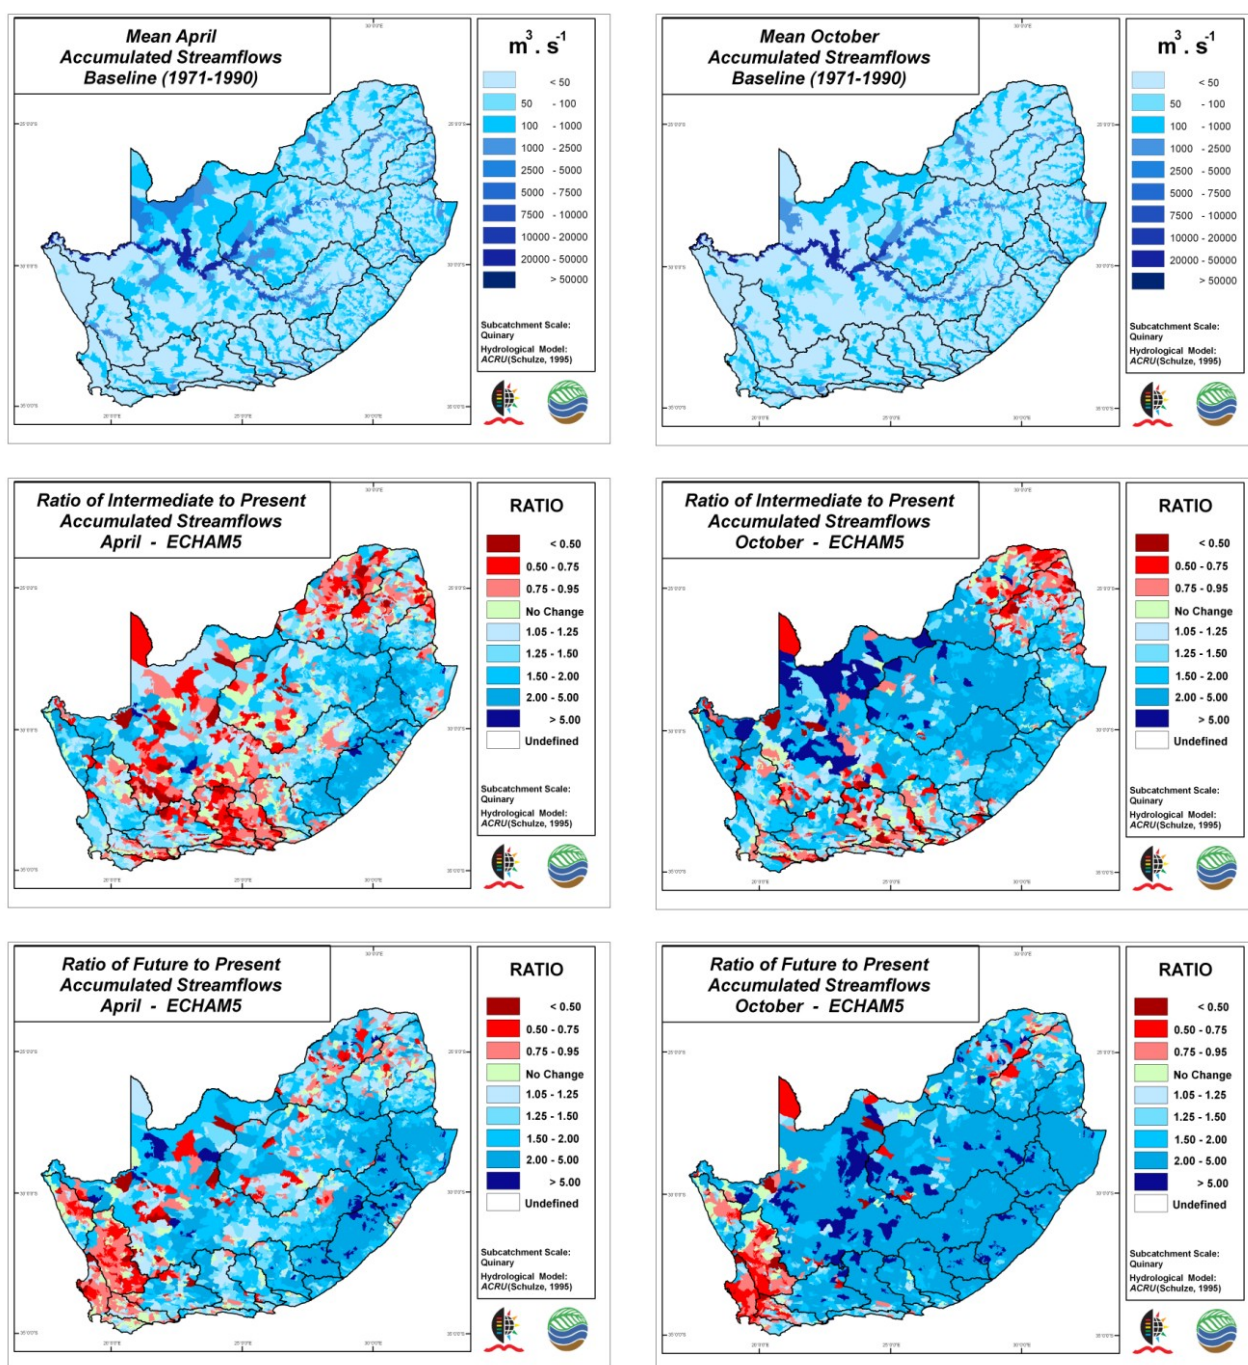 Mean April
Accumulated Streamflows
Baseline (1971-1990)
m³ . s⁻¹
< 50
50 - 100
100 - 1000
1000 - 2500
2500 - 5000
5000 - 7500
7500 - 10000
10000 - 20000
20000 - 50000
> 50000
Subcatchment Scale:
Quinary
Hydrological Model:
ACRU(Schulze, 1995)
Mean October
Accumulated Streamflows
Baseline (1971-1990)
m³ . s⁻¹
< 50
50 - 100
100 - 1000
1000 - 2500
2500 - 5000
5000 - 7500
7500 - 10000
10000 - 20000
20000 - 50000
> 50000
Subcatchment Scale:
Quinary
Hydrological Model:
ACRU(Schulze, 1995)
Ratio of Intermediate to Present
Accumulated Streamflows
April - ECHAM5
RATIO
< 0.50
0.50 - 0.75
0.75 - 0.95
No Change
1.05 - 1.25
1.25 - 1.50
1.50 - 2.00
2.00 - 5.00
> 5.00
Undefined
Subcatchment Scale:
Quinary
Hydrological Model:
ACRU(Schulze, 1995)
Ratio of Intermediate to Present
Accumulated Streamflows
October - ECHAM5
RATIO
< 0.50
0.50 - 0.75
0.75 - 0.95
No Change
1.05 - 1.25
1.25 - 1.50
1.50 - 2.00
2.00 - 5.00
> 5.00
Undefined
Subcatchment Scale:
Quinary
Hydrological Model:
ACRU(Schulze, 1995)
Ratio of Future to Present
Accumulated Streamflows
April - ECHAM5
RATIO
< 0.50
0.50 - 0.75
0.75 - 0.95
No Change
1.05 - 1.25
1.25 - 1.50
1.50 - 2.00
2.00 - 5.00
> 5.00
Undefined
Subcatchment Scale:
Quinary
Hydrological Model:
ACRU(Schulze, 1995)
Ratio of Future to Present
Accumulated Streamflows
October - ECHAM5
RATIO
< 0.50
0.50 - 0.75
0.75 - 0.95
No Change
1.05 - 1.25
1.25 - 1.50
1.50 - 2.00
2.00 - 5.00
> 5.00
Undefined
Subcatchment Scale:
Quinary
Hydrological Model:
ACRU(Schulze, 1995)